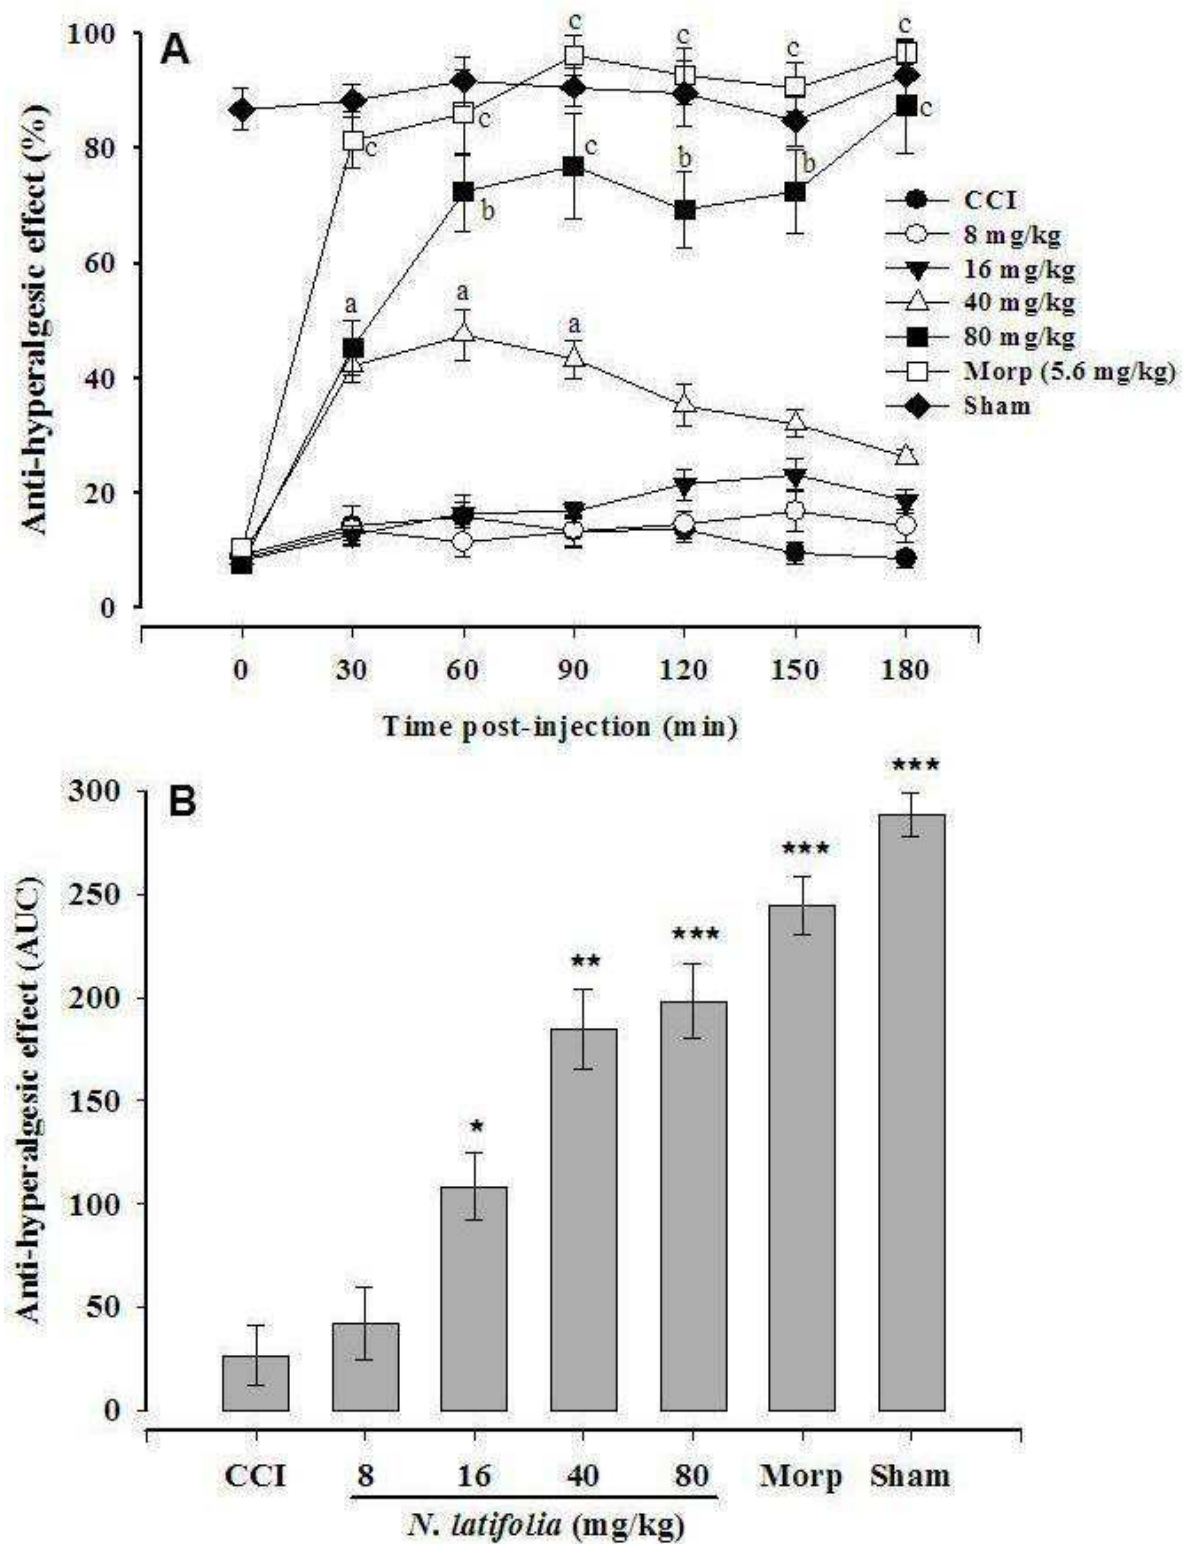 A
100
80
60
40
20
0
Anti-hyperalgesic effect (%)
c
c
c
c
c
c
c
c
b
b
b
a
a
a
CCI
8 mg/kg
16 mg/kg
40 mg/kg
80 mg/kg
Morp (5.6 mg/kg)
Sham
0 30 60 90 120 150 180
Time post-injection (min)
B
300
250
200
150
100
50
0
Anti-hyperalgesic effect (AUC)
*
**
***
***
***
CCI 8 16 40 80 Morp Sham
N. latifolia (mg/kg)